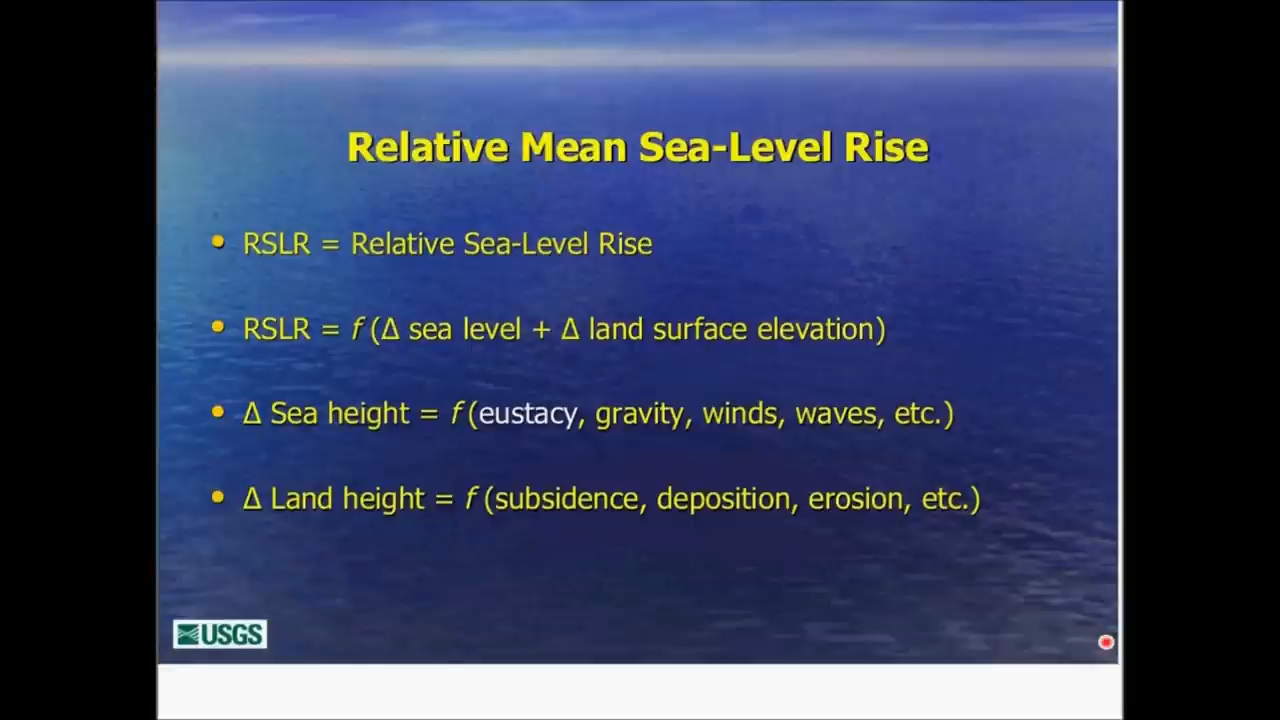 Relative Mean Sea-Level Rise
• RSLR = Relative Sea-Level Rise
• RSLR = f (Δ sea level + Δ land surface elevation)
• Δ Sea height = f (eustacy, gravity, winds, waves, etc.)
• Δ Land height = f (subsidence, deposition, erosion, etc.)
USGS